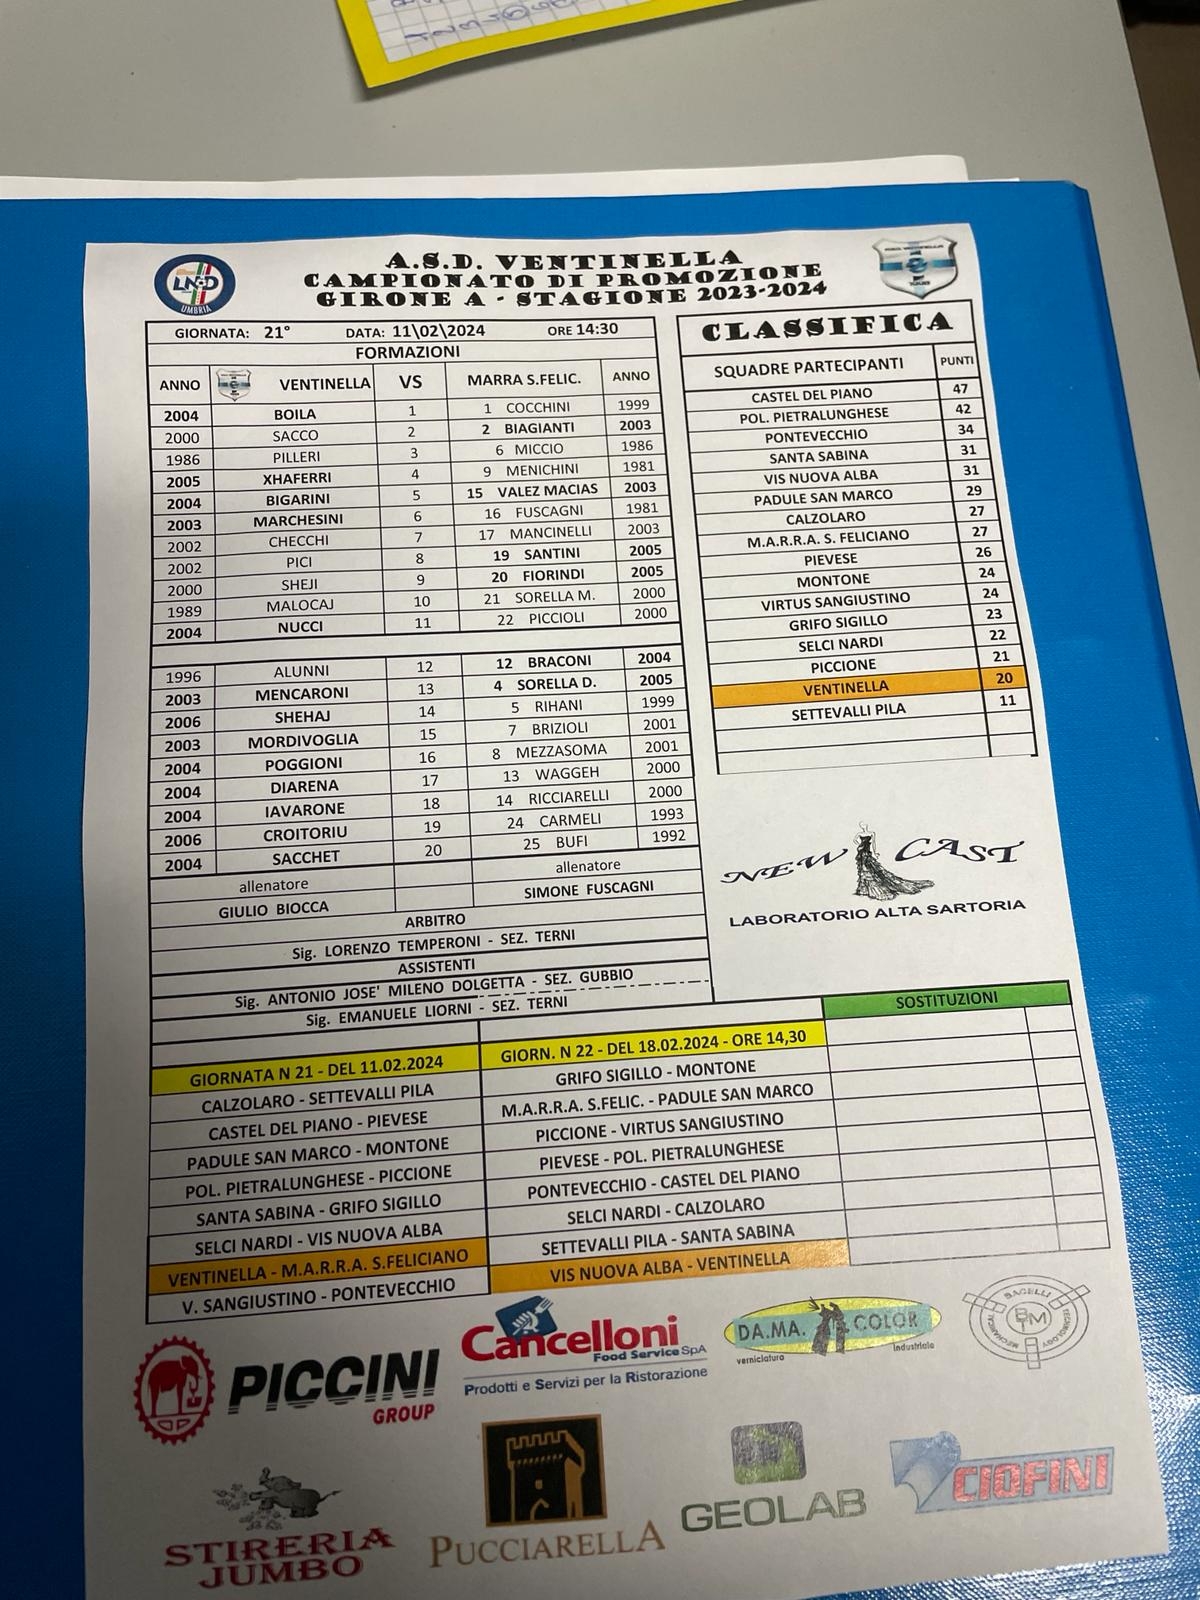 A.S.D. VENTINELLA
CAMPIONATO DI PROMOZIONE
GIRONE A - STAGIONE 2023-2024
LND
UMBRIA
GIORNATA: 21° DATA: 11\02\2024 ORE 14:30
FORMAZIONI
ANNO VENTINELLA VS MARRA S.FELIC. ANNO
2004 BOILA 1 1 COCCHINI 1999
2000 SACCO 2 2 BIAGIANTI 2003
1986 PILLERI 3 6 MICCIO 1986
2005 XHAFERRI 4 9 MENICHINI 1981
2004 BIGARINI 5 15 VALEZ MACIAS 2003
2003 MARCHESINI 6 16 FUSCAGNI 1981
2002 CHECCHI 7 17 MANCINELLI 2003
2002 PICI 8 19 SANTINI 2005
2000 SHEJI 9 20 FIORINDI 2005
1989 MALOCAJ 10 21 SORELLA M. 2000
2004 NUCCI 11 22 PICCIOLI 2000
1996 ALUNNI 12 12 BRACONI 2004
2003 MENCARONI 13 4 SORELLA D. 2005
2006 SHEHAJ 14 5 RIHANI 1999
2003 MORDIVOGLIA 15 7 BRIZIOLI 2001
2004 POGGIONI 16 8 MEZZASOMA 2001
2004 DIARENA 17 13 WAGGEH 2000
2004 IAVARONE 18 14 RICCIARELLI 2000
2006 CROITORIU 19 24 CARMELI 1993
2004 SACCHET 20 25 BUFI 1992
allenatore allenatore
GIULIO BIOCCA SIMONE FUSCAGNI
ARBITRO
Sig. LORENZO TEMPERONI - SEZ. TERNI
ASSISTENTI
Sig. ANTONIO JOSE' MILENO DOLGETTA - SEZ. GUBBIO
Sig. EMANUELE LIORNI - SEZ. TERNI
CLASSIFICA
SQUADRE PARTECIPANTI PUNTI
CASTEL DEL PIANO 47
POL. PIETRALUNGHESE 42
PONTEVECCHIO 34
SANTA SABINA 31
VIS NUOVA ALBA 31
PADULE SAN MARCO 29
CALZOLARO 27
M.A.R.R.A. S. FELICIANO 27
PIEVESE 26
MONTONE 24
VIRTUS SANGIUSTINO 24
GRIFO SIGILLO 23
SELCI NARDI 22
PICCIONE 21
VENTINELLA 20
SETTEVALLI PILA 11
NEW CAST
LABORATORIO ALTA SARTORIA
GIORNATA N 21 - DEL 11.02.2024
CALZOLARO - SETTEVALLI PILA
CASTEL DEL PIANO - PIEVESE
PADULE SAN MARCO - MONTONE
POL. PIETRALUNGHESE - PICCIONE
SANTA SABINA - GRIFO SIGILLO
SELCI NARDI - VIS NUOVA ALBA
VENTINELLA - M.A.R.R.A. S.FELICIANO
V. SANGIUSTINO - PONTEVECCHIO
GIORN. N 22 - DEL 18.02.2024 - ORE 14,30
GRIFO SIGILLO - MONTONE
M.A.R.R.A. S.FELIC. - PADULE SAN MARCO
PICCIONE - VIRTUS SANGIUSTINO
PIEVESE - POL. PIETRALUNGHESE
PONTEVECCHIO - CASTEL DEL PIANO
SELCI NARDI - CALZOLARO
SETTEVALLI PILA - SANTA SABINA
VIS NUOVA ALBA - VENTINELLA
SOSTITUZIONI
PICCINI
GROUP
Cancelloni
Food Service SpA
Prodotti e Servizi per la Ristorazione
DA.MA. COLOR
verniciatura industriale
BAGELLI
BTM
MECHANICAL TECHNOLOGY
STIRERIA
JUMBO
PUCCIARELLA
GEOLAB
CIOFINI